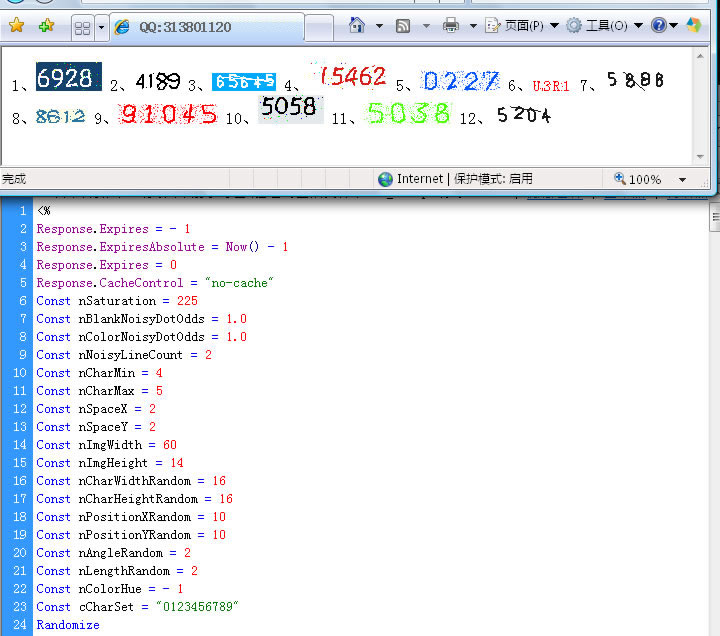 QQ:313801120
页面(P)
工具(O)
1、6928 2、4189 3、65645 4、15462 5、0227 6、U3R1 7、5886
8、8612 9、91045 10、5058 11、5038 12、5204
完成 Internet | 保护模式: 启用 100%
1 <%
2 Response.Expires = - 1
3 Response.ExpiresAbsolute = Now() - 1
4 Response.Expires = 0
5 Response.CacheControl = "no-cache"
6 Const nSaturation = 225
7 Const nBlankNoisyDotOdds = 1.0
8 Const nColorNoisyDotOdds = 1.0
9 Const nNoisyLineCount = 2
10 Const nCharMin = 4
11 Const nCharMax = 5
12 Const nSpaceX = 2
13 Const nSpaceY = 2
14 Const nImgWidth = 60
15 Const nImgHeight = 14
16 Const nCharWidthRandom = 16
17 Const nCharHeightRandom = 16
18 Const nPositionXRandom = 10
19 Const nPositionYRandom = 10
20 Const nAngleRandom = 2
21 Const nLengthRandom = 2
22 Const nColorHue = - 1
23 Const cCharSet = "0123456789"
24 Randomize